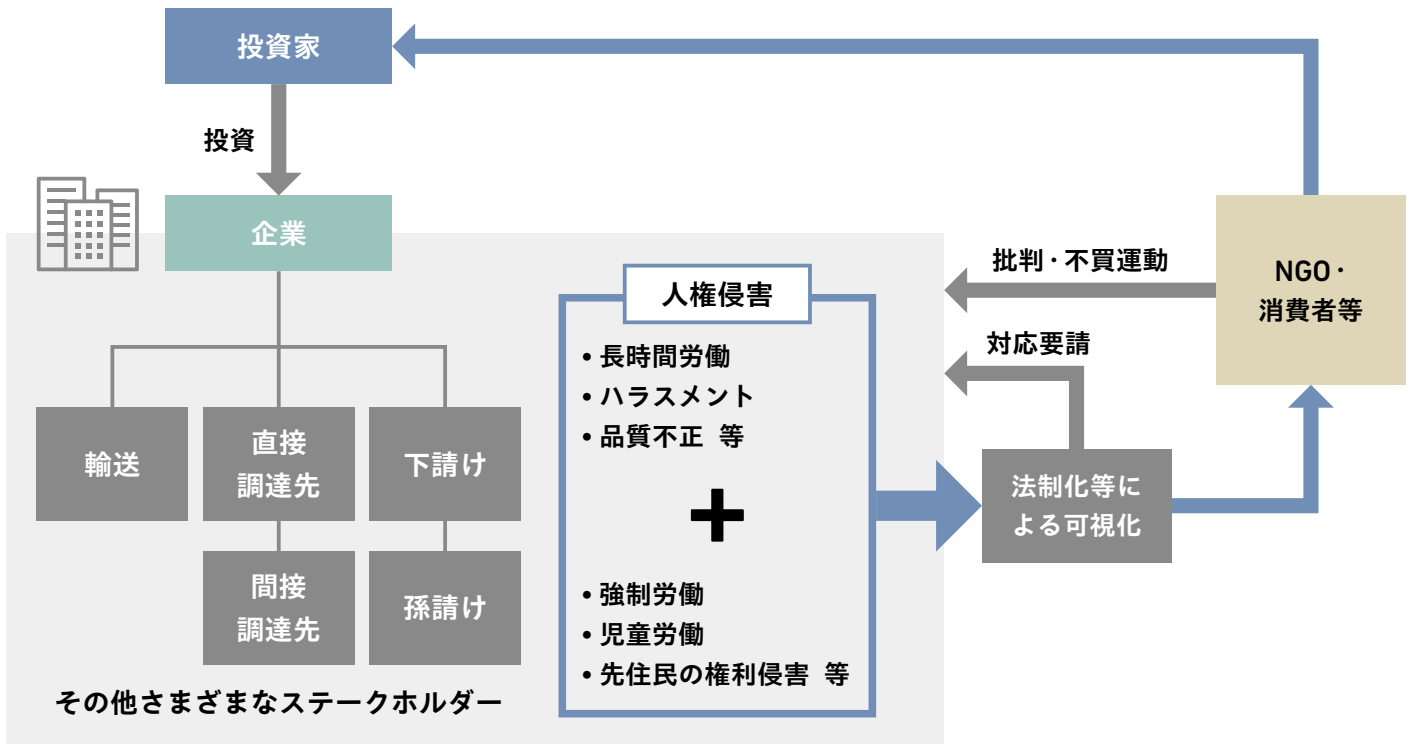 投資家
投資
企業
輸送
直接
調達先
下請け
間接
調達先
孫請け
その他さまざまなステークホルダー
人権侵害
• 長時間労働
• ハラスメント
• 品質不正 等
+
• 強制労働
• 児童労働
• 先住民の権利侵害 等
批判・不買運動
対応要請
法制化等に
よる可視化
NGO・
消費者等